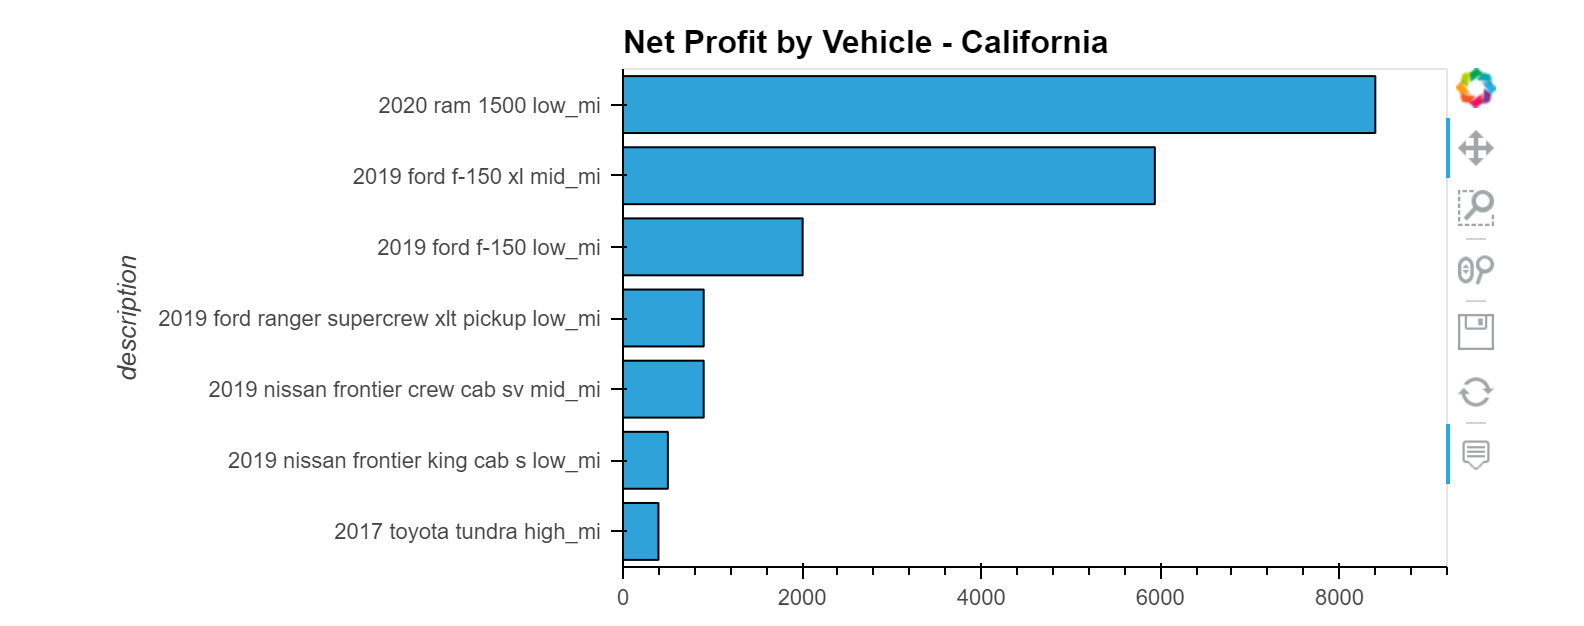 Net Profit by Vehicle - California
description
2020 ram 1500 low_mi
2019 ford f-150 xl mid_mi
2019 ford f-150 low_mi
2019 ford ranger supercrew xlt pickup low_mi
2019 nissan frontier crew cab sv mid_mi
2019 nissan frontier king cab s low_mi
2017 toyota tundra high_mi
0 2000 4000 6000 8000